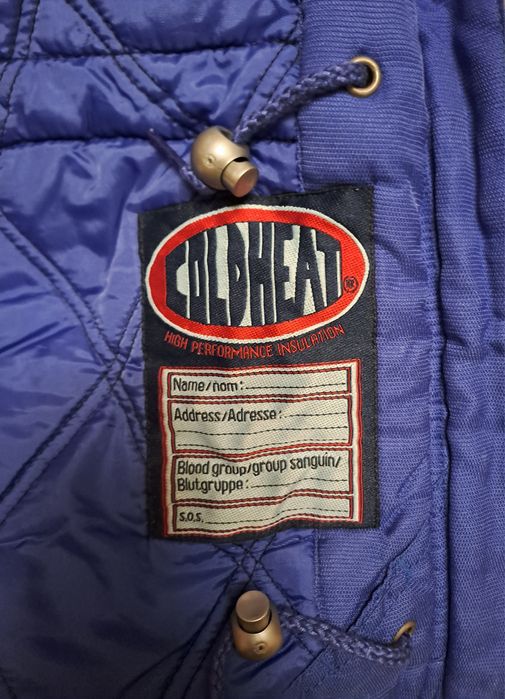 COLDHEAT
HIGH PERFORMANCE INSULATION
Name/nom:
Address/Adresse:
Blood group/group sanguin/
Blutgruppe:
S.O.S.